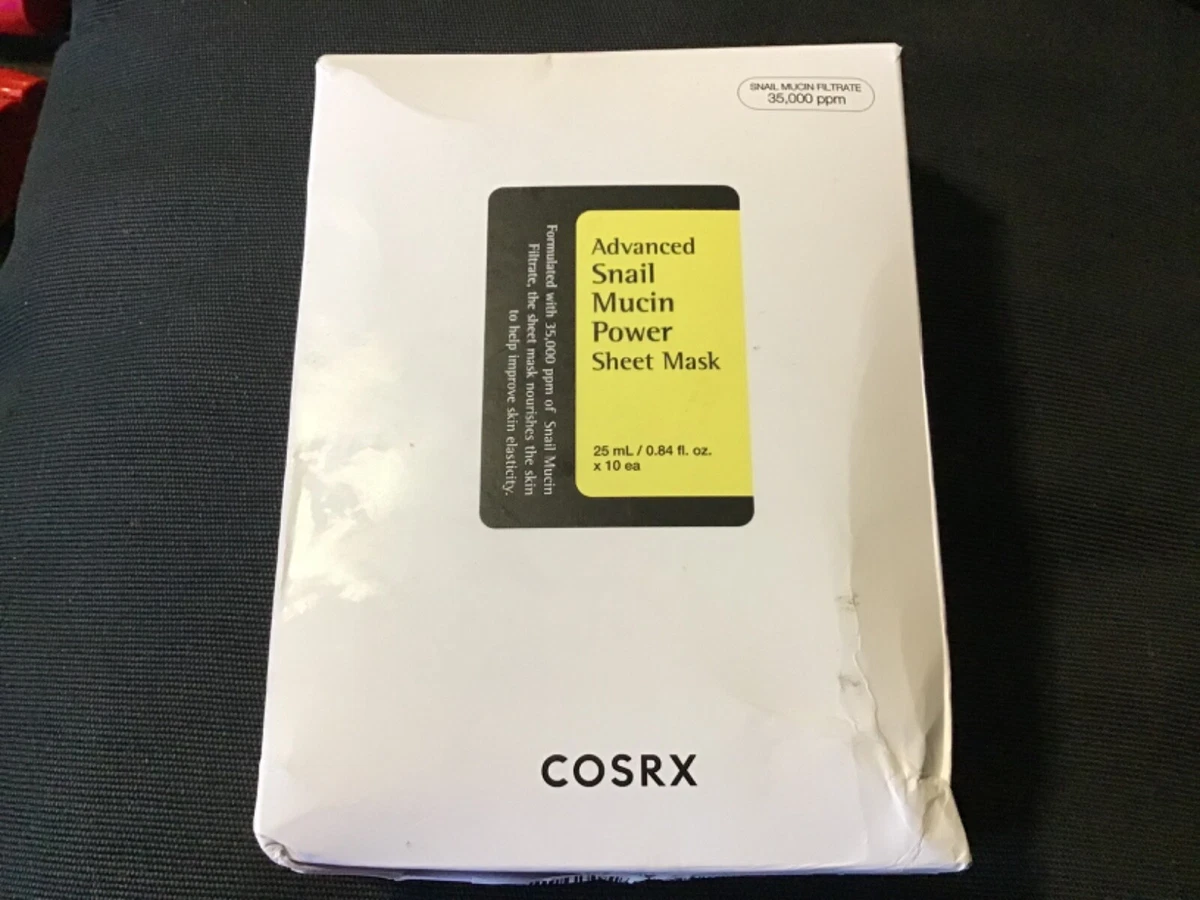 SNAIL MUCIN FILTRATE
35,000 ppm
Advanced
Snail
Mucin
Power
Sheet Mask
25 mL / 0.84 fl. oz.
x 10 ea
Formulated with 35,000 ppm of Snail Mucin
Filtrate, the sheet mask nourishes the skin
to help improve skin elasticity.
COSRX